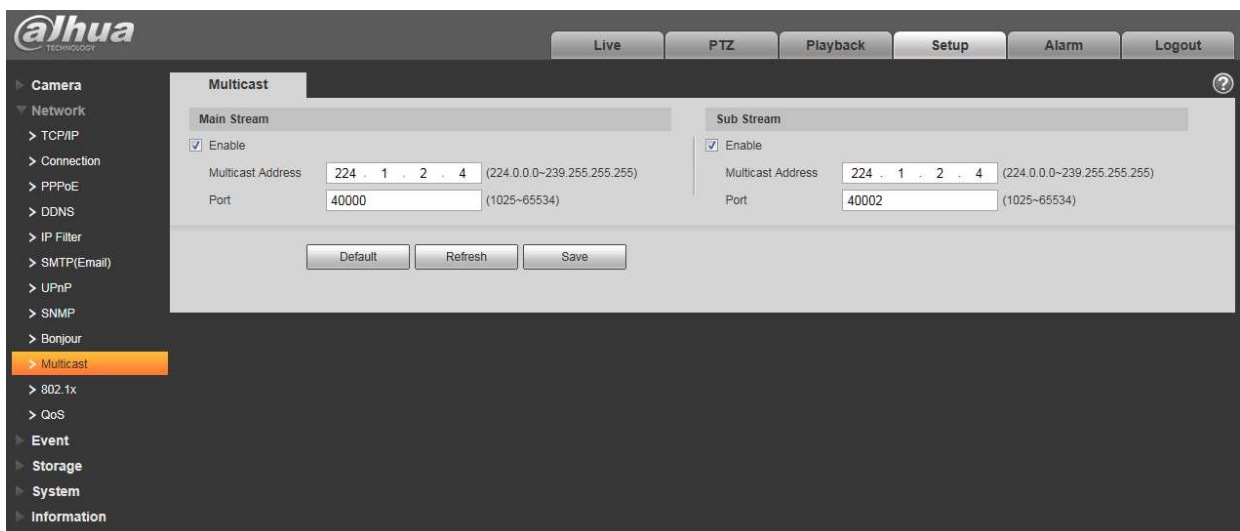 alhua
TECHNOLOGY
Live PTZ Playback Setup Alarm Logout
Camera
Network
> TCP/IP
> Connection
> PPPoE
> DDNS
> IP Filter
> SMTP(Email)
> UPnP
> SNMP
> Bonjour
> Multicast
> 802.1x
> QoS
Event
Storage
System
Information
Multicast ?
Main Stream
Enable
Multicast Address 224 . 1 . 2 . 4 (224.0.0.0~239.255.255.255)
Port 40000 (1025~65534)
Sub Stream
Enable
Multicast Address 224 . 1 . 2 . 4 (224.0.0.0~239.255.255.255)
Port 40002 (1025~65534)
Default Refresh Save